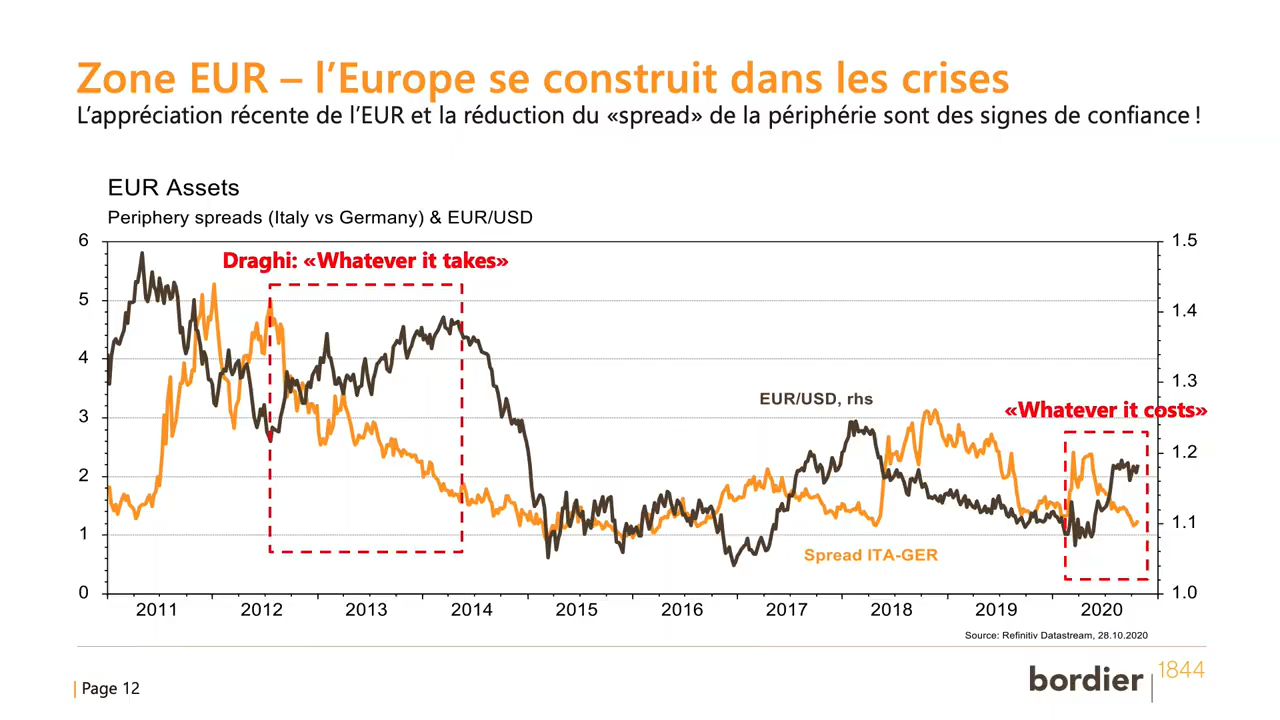 Zone EUR – l’Europe se construit dans les crises
L’appréciation récente de l’EUR et la réduction du «spread» de la périphérie sont des signes de confiance !
EUR Assets
Periphery spreads (Italy vs Germany) & EUR/USD
6
5
4
3
2
1
0
1.5
1.4
1.3
1.2
1.1
1.0
Draghi: «Whatever it takes»
EUR/USD, rhs
«Whatever it costs»
Spread ITA-GER
2011 2012 2013 2014 2015 2016 2017 2018 2019 2020
Source: Refinitiv Datastream, 28.10.2020
Page 12
bordier 1844